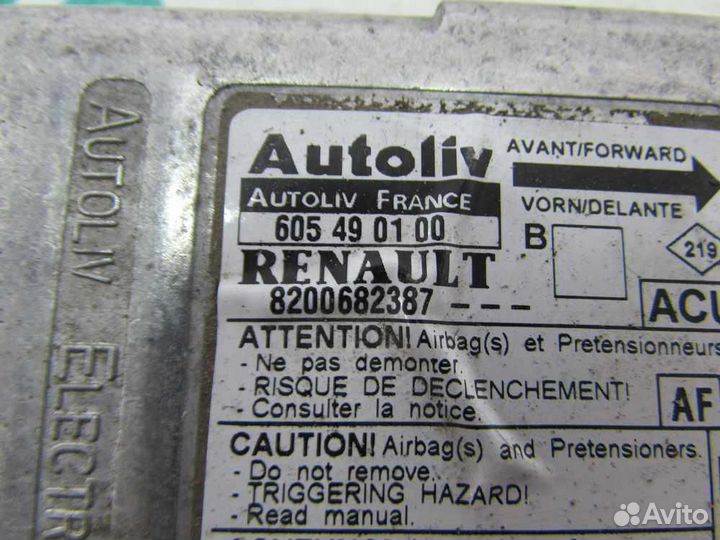 AUTOLIV ELECTR
Autoliv
AUTOLIV FRANCE
605 49 01 00
RENAULT
8200682387 - - -
AVANT/FORWARD
VORN/DELANTE
B
219
ACU
ATTENTION! Airbag(s) et Pretensionneurs
- Ne pas demonter.
- RISQUE DE DECLENCHEMENT!
- Consulter la notice.
AF
CAUTION! Airbag(s) and Pretensioners.
- Do not remove.
- TRIGGERING HAZARD!
- Read manual.
Avito